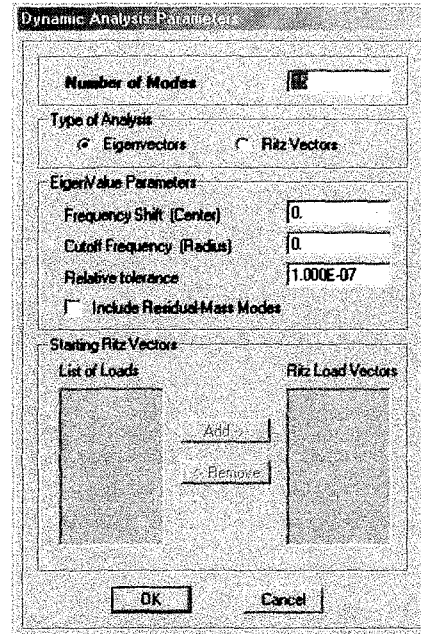 Dynamic Analysis Parameters
Number of Modes
Type of Analysis
Eigenvectors Ritz Vectors
EigenValue Parameters
Frequency Shift (Center) 0.
Cutoff Frequency (Radius) 0.
Relative tolerance 1.000E-07
Include Residual-Mass Modes
Starting Ritz Vectors
List of Loads Ritz Load Vectors
Add ->
<- Remove
OK Cancel